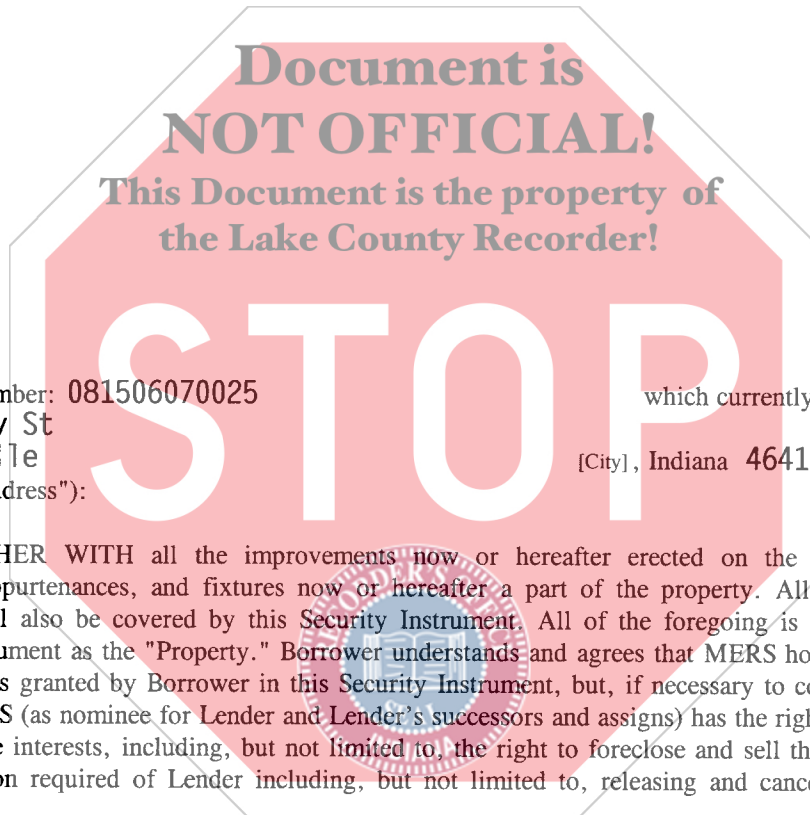 Document is
NOT OFFICIAL!
This Document is the property of
the Lake County Recorder!
STOP
mber: 081506070025 which currently
y St
le [City], Indiana 4641
dress"):
HER WITH all the improvements now or hereafter erected on the
purtenances, and fixtures now or hereafter a part of the property. All
l also be covered by this Security Instrument. All of the foregoing is
ument as the "Property." Borrower understands and agrees that MERS ho
s granted by Borrower in this Security Instrument, but, if necessary to c
S (as nominee for Lender and Lender's successors and assigns) has the righ
e interests, including, but not limited to, the right to foreclose and sell th
on required of Lender including, but not limited to, releasing and cance
RECORDER'S
SEAL
INDIANA